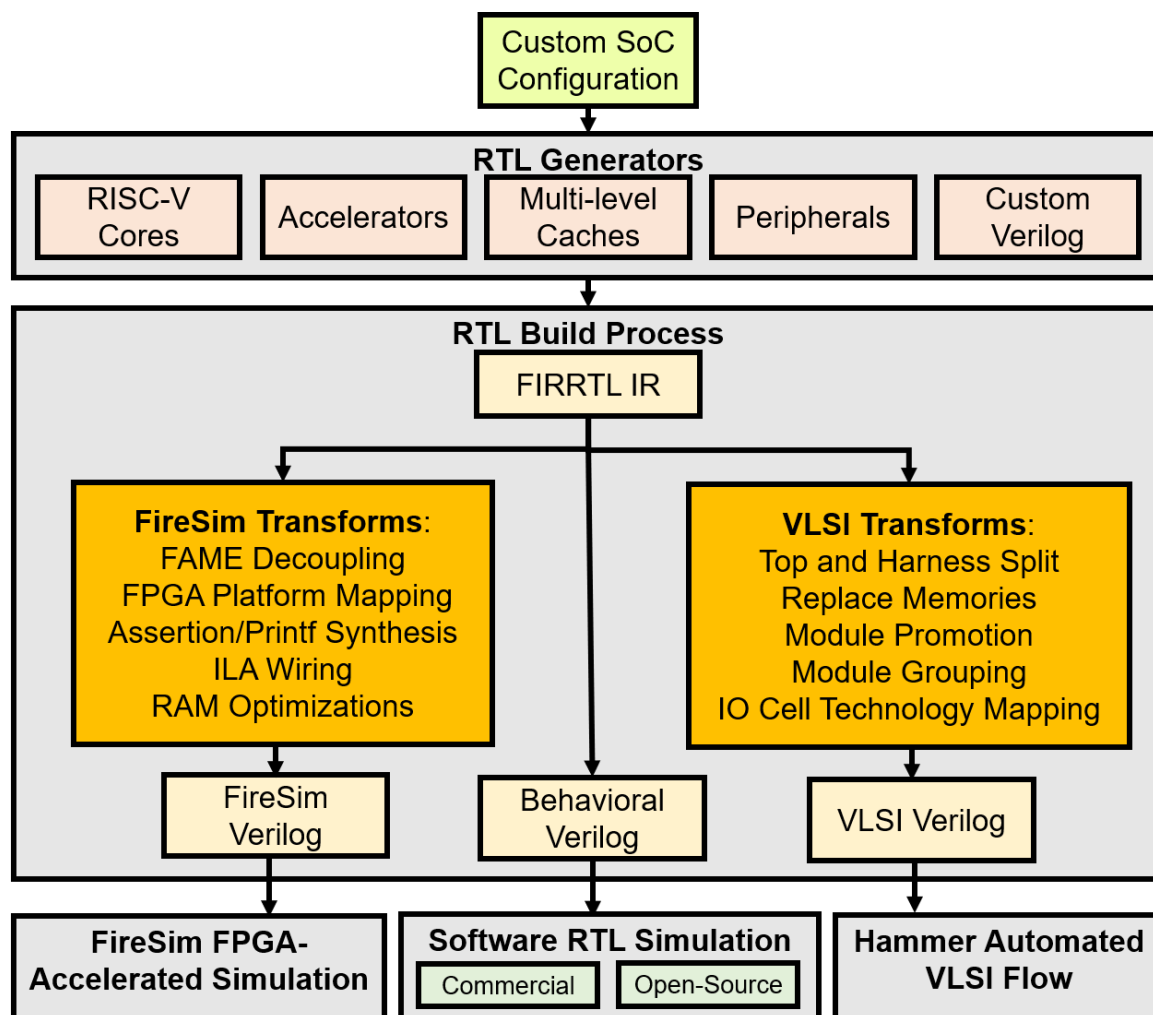 Custom SoC
Configuration
RTL Generators
RISC-V
Cores
Accelerators
Multi-level
Caches
Peripherals
Custom
Verilog
RTL Build Process
FIRRTL IR
FireSim Transforms:
FAME Decoupling
FPGA Platform Mapping
Assertion/Printf Synthesis
ILA Wiring
RAM Optimizations
VLSI Transforms:
Top and Harness Split
Replace Memories
Module Promotion
Module Grouping
IO Cell Technology Mapping
FireSim
Verilog
Behavioral
Verilog
VLSI Verilog
FireSim FPGA-
Accelerated Simulation
Software RTL Simulation
Commercial
Open-Source
Hammer Automated
VLSI Flow